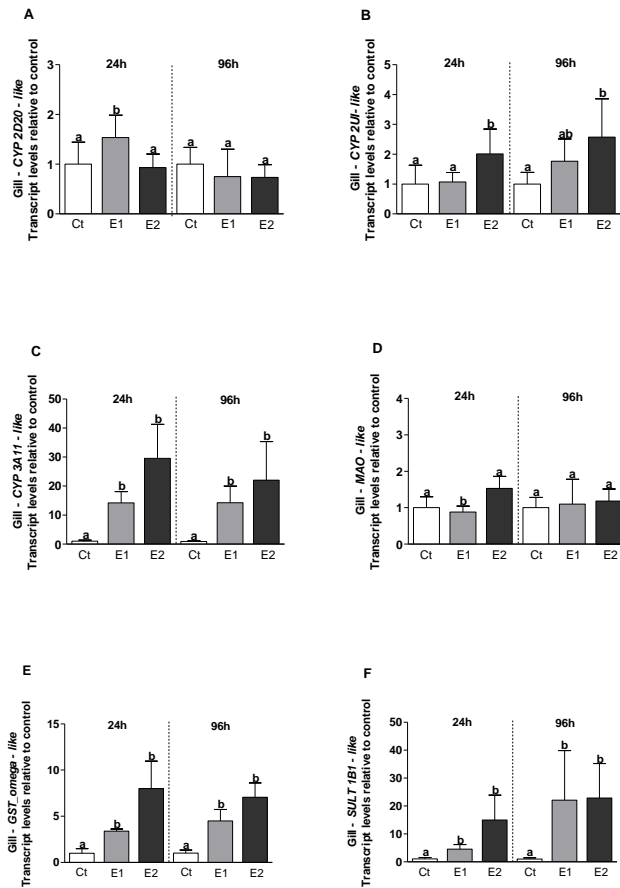 A
Gill - CYP 2D20 - like
Transcript levels relative to control
24h
96h
3
2
1
0
a
b
a
a
a
a
Ct
E1
E2
Ct
E1
E2
B
Gill - CYP 2UI- like
Transcript levels relative to control
24h
96h
5
4
3
2
1
0
a
a
b
a
ab
b
Ct
E1
E2
Ct
E1
E2
C
Gill - CYP 3A11 - like
Transcript levels relative to control
24h
96h
50
40
30
20
10
0
a
b
b
a
b
b
Ct
E1
E2
Ct
E1
E2
D
Gill - MAO - like
Transcript levels relative to control
24h
96h
4
3
2
1
0
a
b
a
a
a
a
Ct
E1
E2
Ct
E1
E2
E
Gill - GST_omega - like
Transcript levels relative to control
24h
96h
15
10
5
0
a
b
b
a
b
b
Ct
E1
E2
Ct
E1
E2
F
Gill - SULT 1B1 - like
Transcript levels relative to control
24h
96h
50
40
30
20
10
0
a
b
b
a
b
b
Ct
E1
E2
Ct
E1
E2